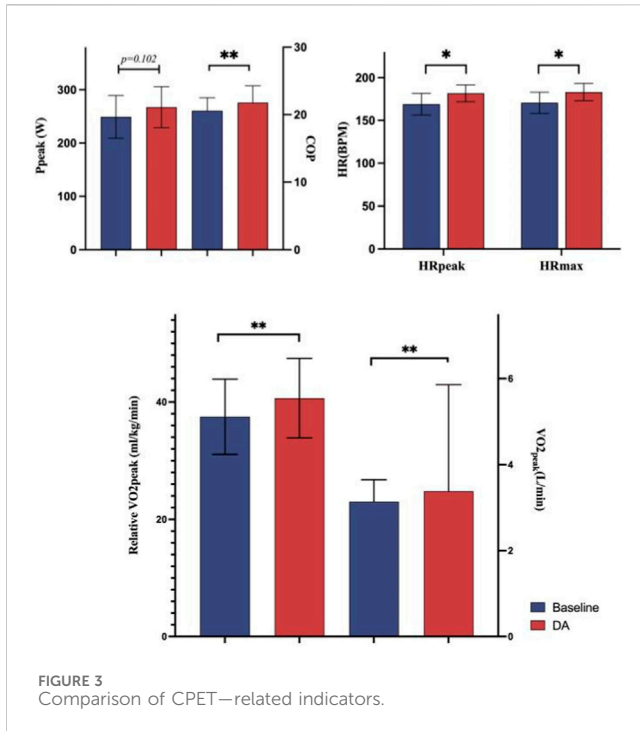 p=0.102
**
30
20
10
0
COP
300
200
100
0
Ppeak (W)
*
*
200
150
100
50
0
HR(BPM)
HRpeak
HRmax
**
**
40
20
0
Relative VO2peak (ml/kg/min)
6
4
2
0
VO2peak(L/min)
Baseline
DA
FIGURE 3
Comparison of CPET—related indicators.